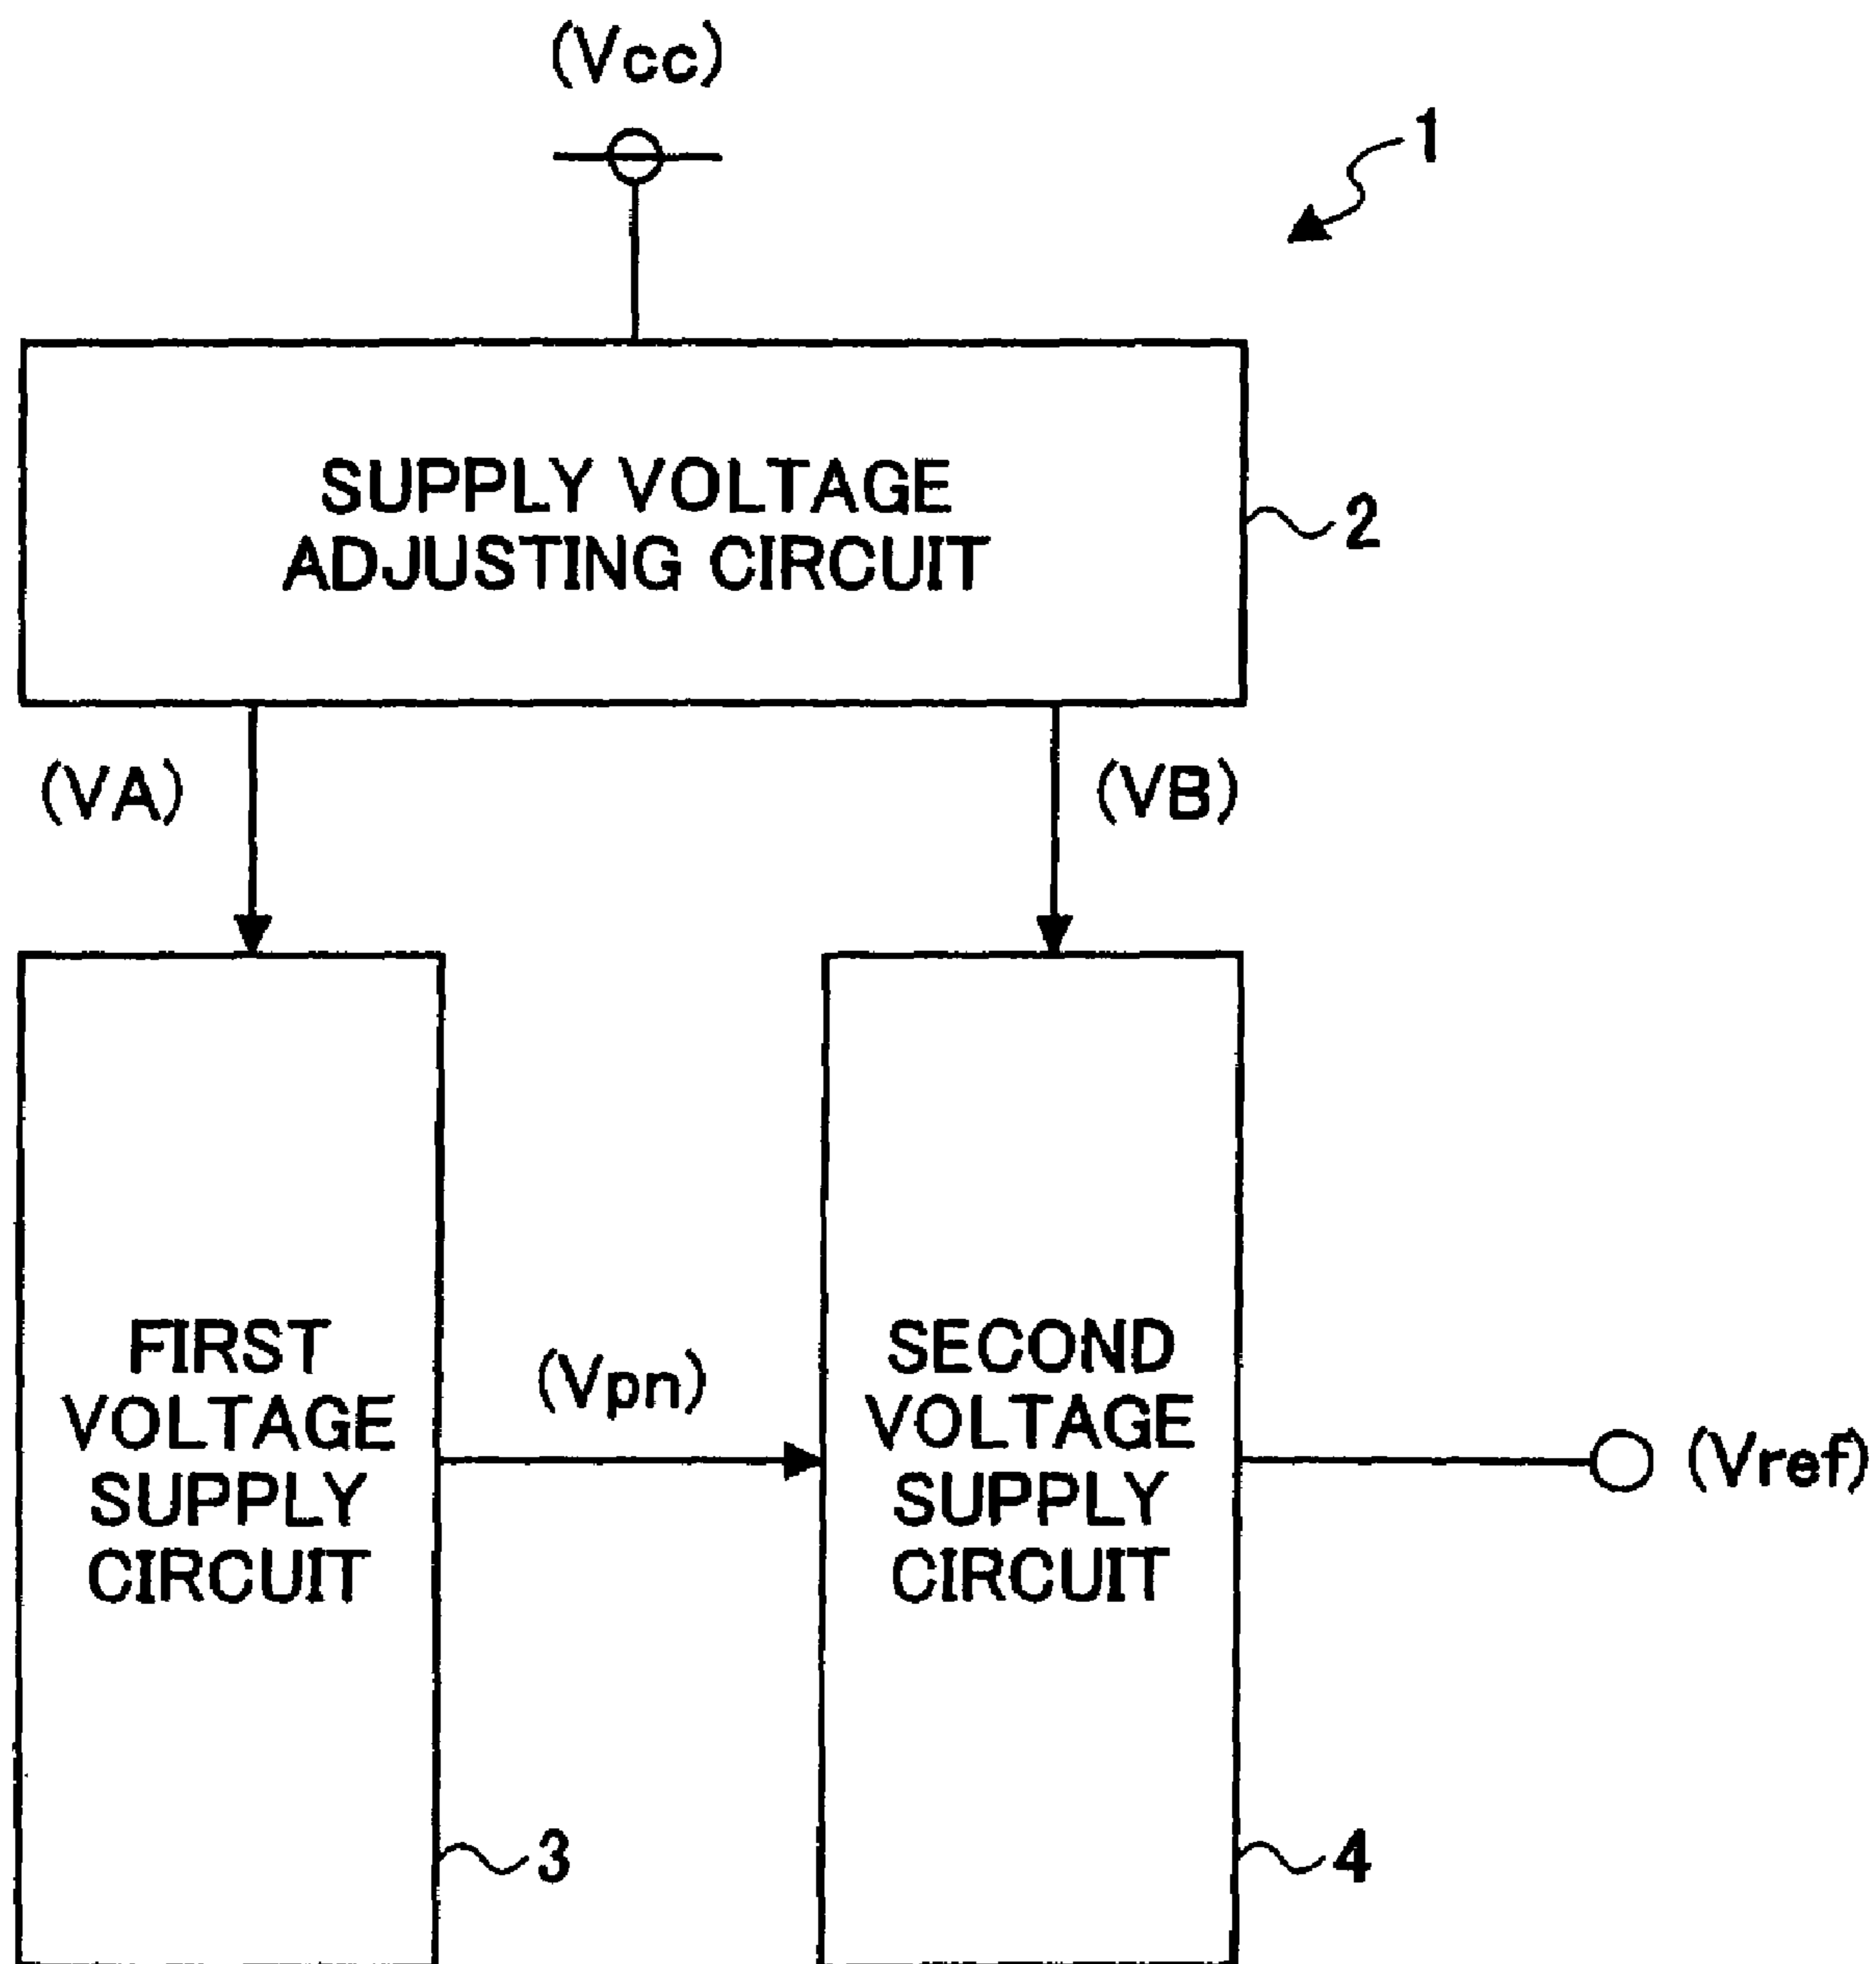 (Vcc)
1
SUPPLY VOLTAGE
ADJUSTING CIRCUIT
2
(VA)
(VB)
FIRST
VOLTAGE
SUPPLY
CIRCUIT
(Vpn)
SECOND
VOLTAGE
SUPPLY
CIRCUIT
(Vref)
3
4